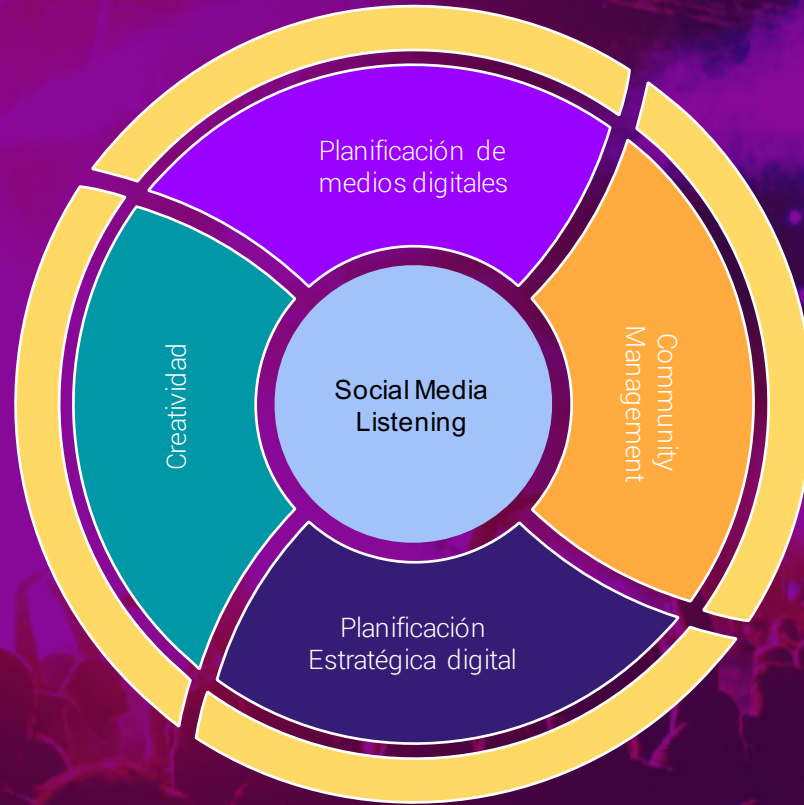 Planificación de
medios digitales
Community
Management
Creatividad
Social Media
Listening
Planificación
Estratégica digital